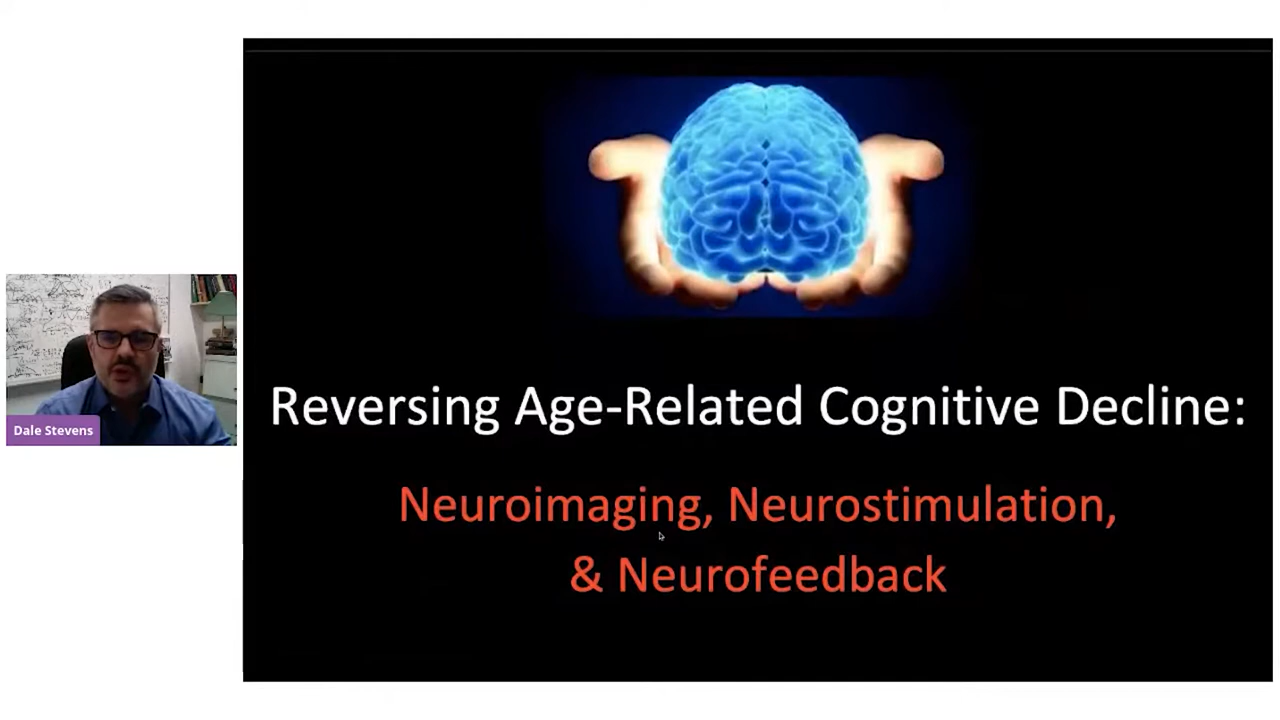 Dale Stevens
Reversing Age-Related Cognitive Decline:
Neuroimaging, Neurostimulation,
& Neurofeedback